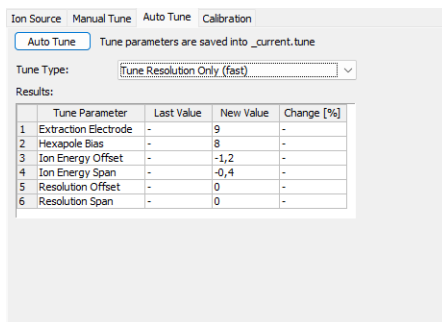 Ion Source Manual Tune Auto Tune Calibration
Auto Tune Tune parameters are saved into _current.tune
Tune Type: Tune Resolution Only (fast)
Results:
Tune Parameter Last Value New Value Change [%]
1 Extraction Electrode - 9 -
2 Hexapole Bias - 8 -
3 Ion Energy Offset - -1,2 -
4 Ion Energy Span - -0,4 -
5 Resolution Offset - 0 -
6 Resolution Span - 0 -